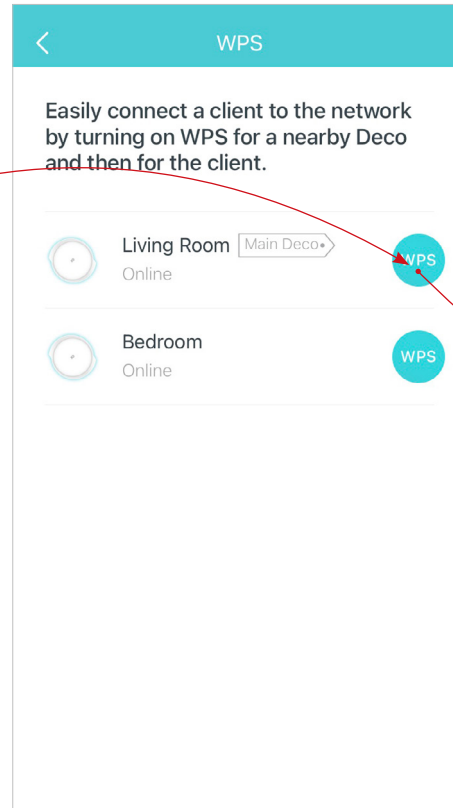 WPS
Easily connect a client to the network
by turning on WPS for a nearby Deco
and then for the client.
Living Room Main Deco
WPS
Online
Bedroom
WPS
Online